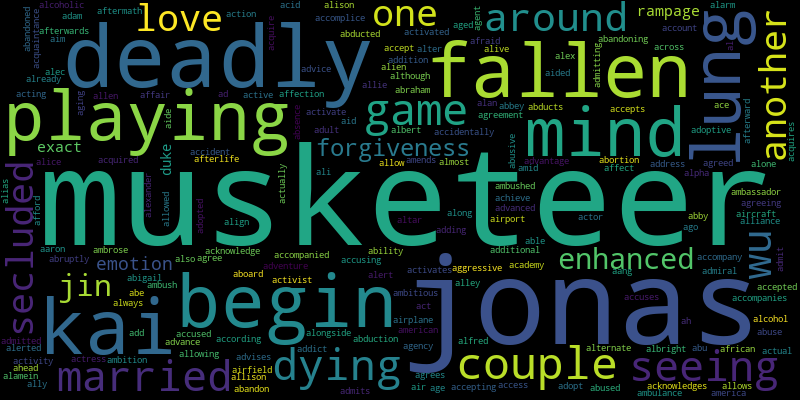 alcoholic aftermath action acid alison
abandoned adam love accomplice one aged agent around rampage alarm
acquaintance afterwards abducted activated afraid account
aim deadly accept alter alive fallen abandoning across lung another
already alec advice addition alien alex admitting
acting aging allen affair ad active affection although allie abraham aided
playing aide activate game alan abbey abducts mind accepts ace adoptive afterward acquires
adult aid albert accidentally agreement
exact duke accident forgiveness abusive advantage abortion address agreed alone
alice acquired afterlife actually ali allow amends almost amid affect alpha ambassador
alias secluded afford alexander allowed adopted align musketeer ambushed achieve actor abby aircraft agreeing
altar along advanced airport ago alliance
aaron ambrose acknowledge accompanied ability adding additional able wu accompany admit
abruptly also agree accusing enhanced
emotion abigail aboard adventure activist alert activates aggressive academy aang admiral accepted
jin abe ambush begin ambitious alley jonas accuses accompanies
always airplane act ah alcohol
kai add accused according alongside american alfred african abuse
admitted alerted actress advance abduction agency alternate albright abu actual
activity ambition allowing advises addict dying couple seeing
ahead married airfield agrees
alamein ally allison abandon admits air age accepting access adopt abused acknowledges ambulance allows america